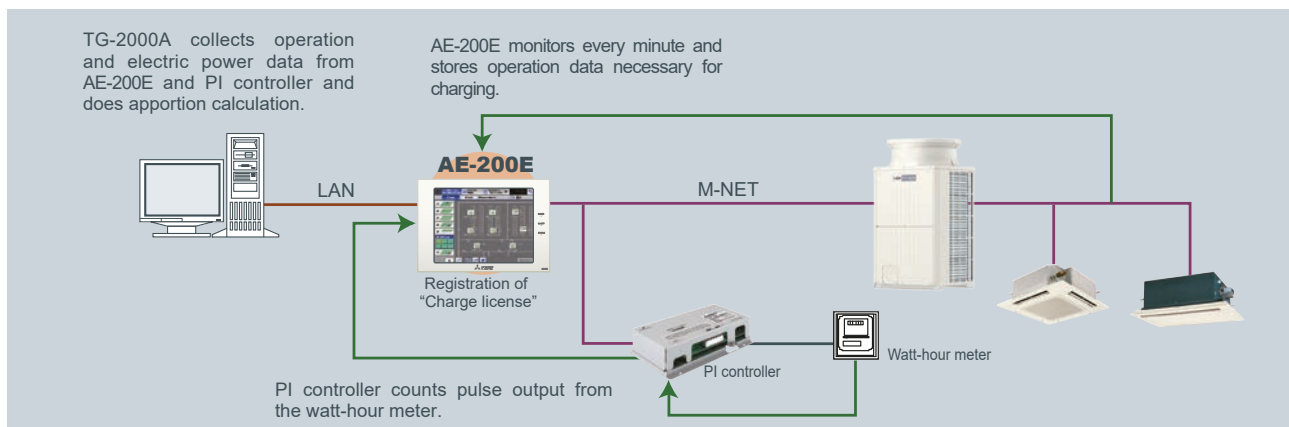 TG-2000A collects operation
and electric power data from
AE-200E and PI controller and
does apportion calculation.
AE-200E monitors every minute and
stores operation data necessary for
charging.
AE-200E
LAN
M-NET
Registration of
“Charge license”
PI controller
Watt-hour meter
PI controller counts pulse output from
the watt-hour meter.